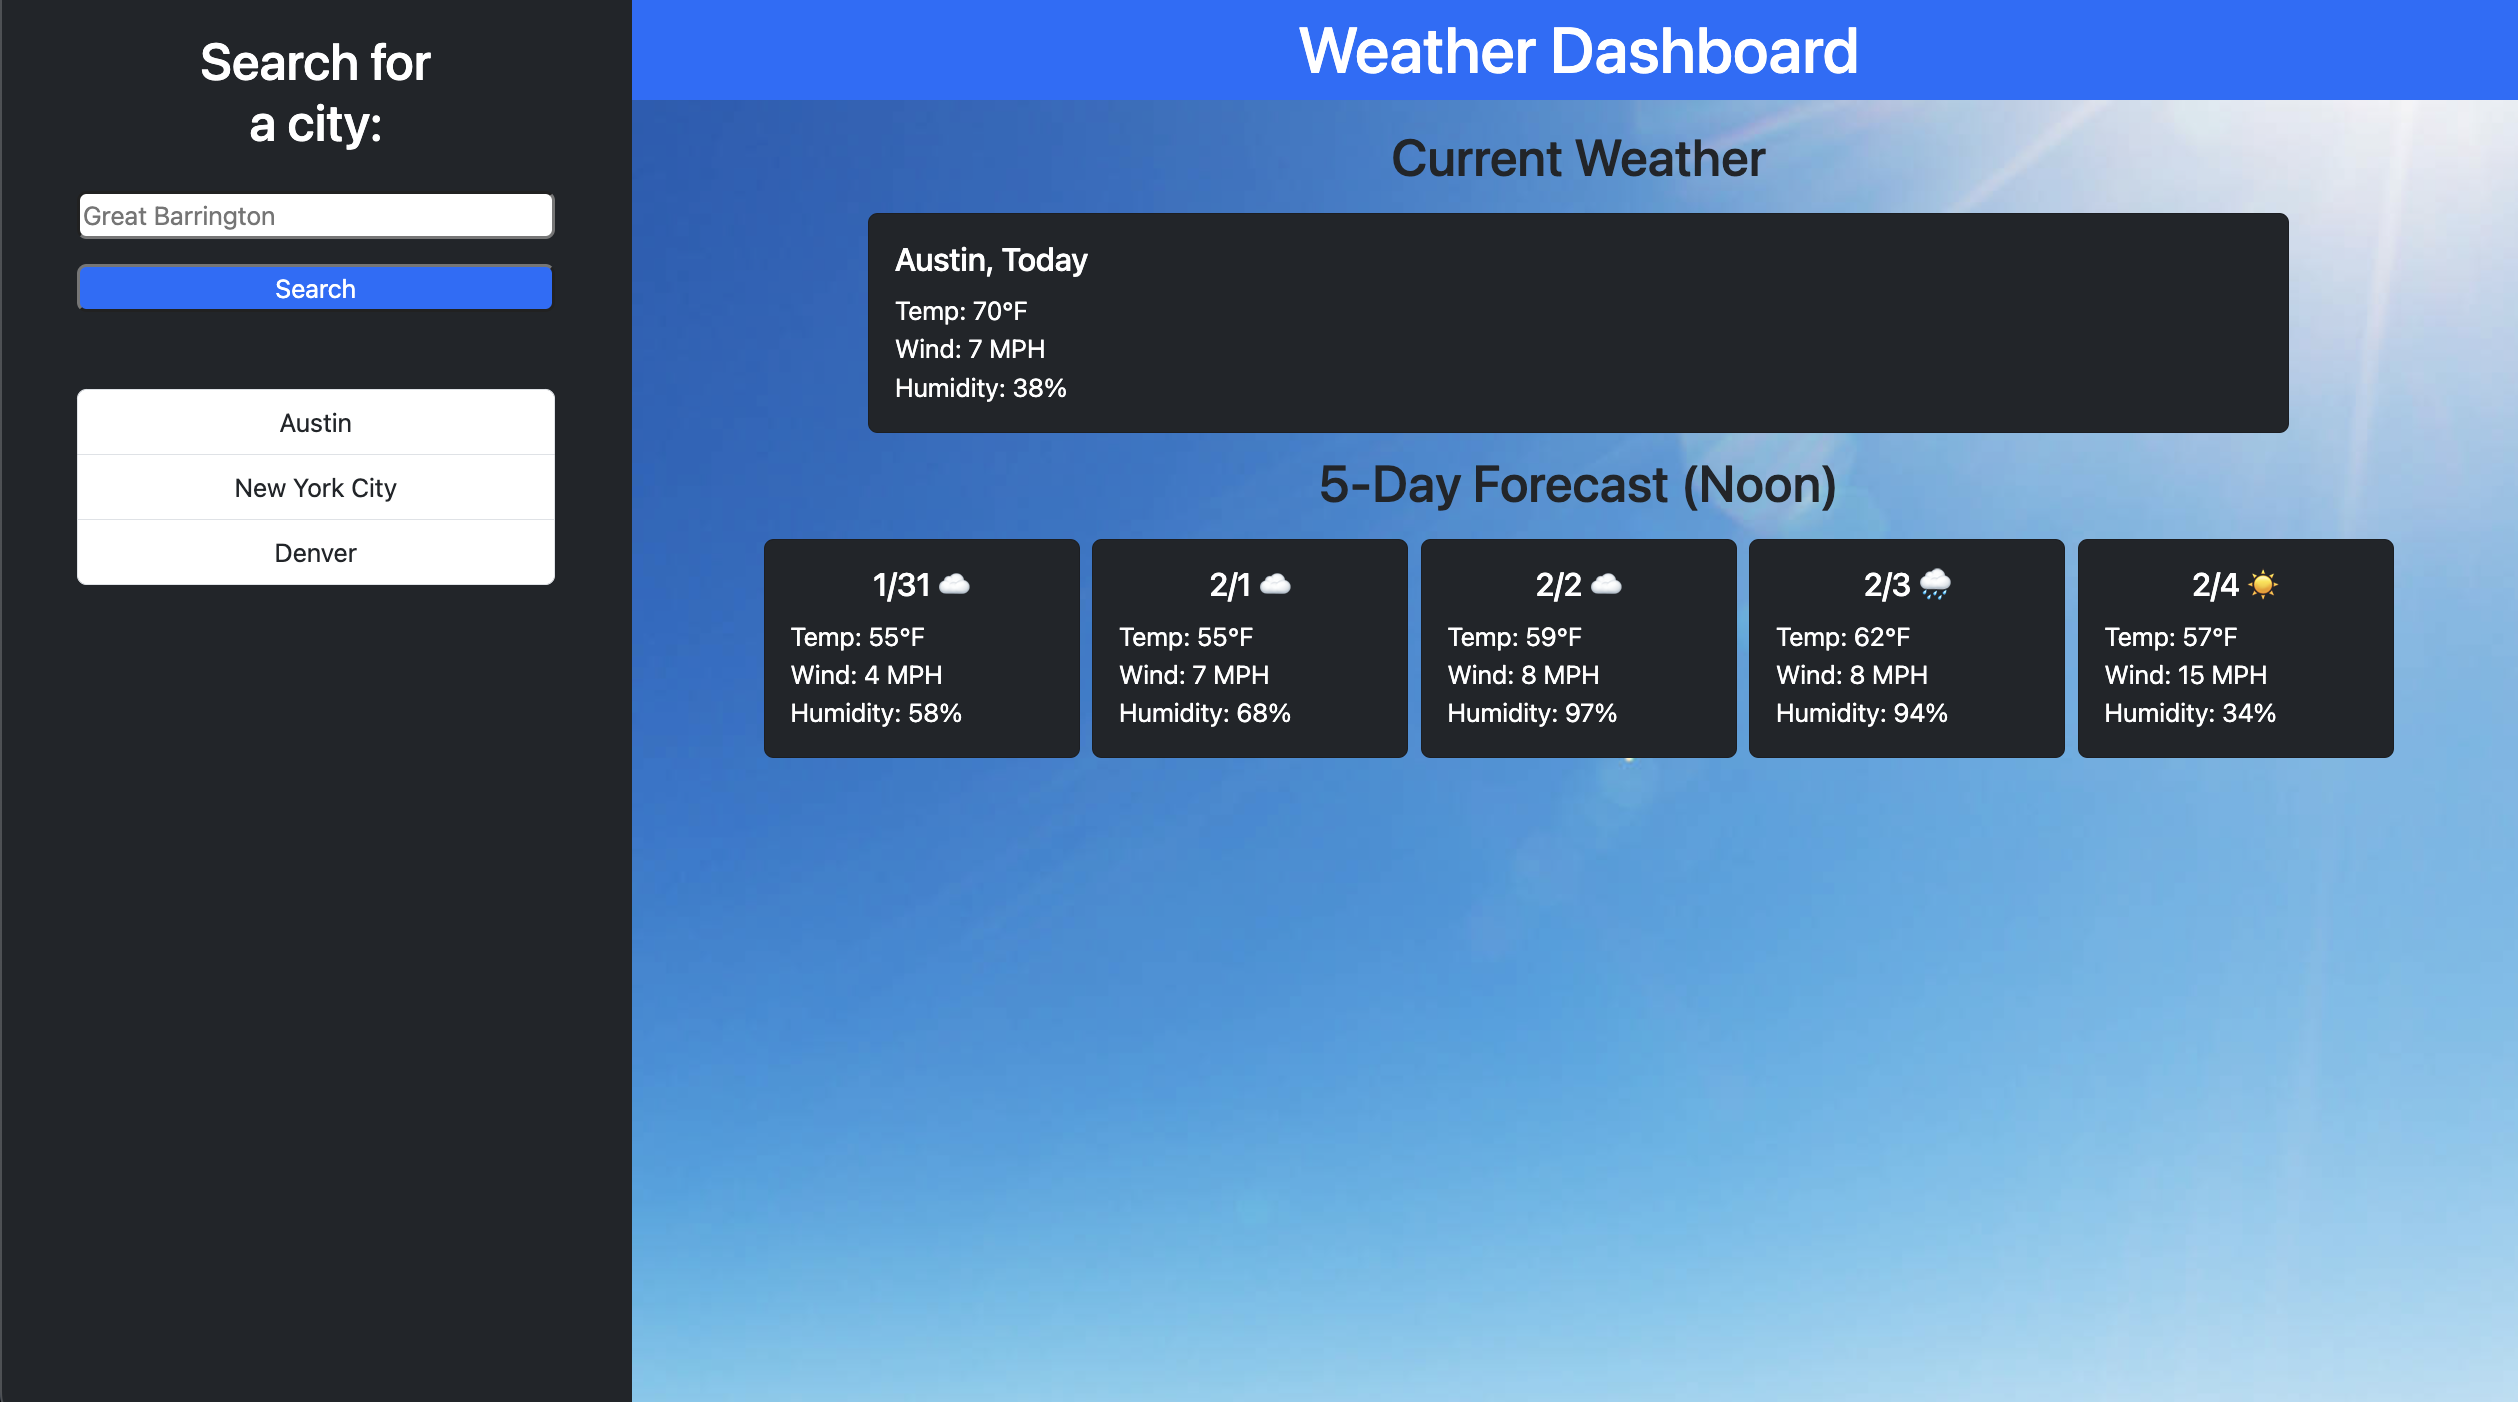 Search for
a city:
Great Barrington
Search
Austin
New York City
Denver
Weather Dashboard
Current Weather
Austin, Today
Temp: 70°F
Wind: 7 MPH
Humidity: 38%
5-Day Forecast (Noon)
1/31 ☁️
Temp: 55°F
Wind: 4 MPH
Humidity: 58%
2/1 ☁️
Temp: 55°F
Wind: 7 MPH
Humidity: 68%
2/2 ☁️
Temp: 59°F
Wind: 8 MPH
Humidity: 97%
2/3 🌧️
Temp: 62°F
Wind: 8 MPH
Humidity: 94%
2/4 ☀️
Temp: 57°F
Wind: 15 MPH
Humidity: 34%